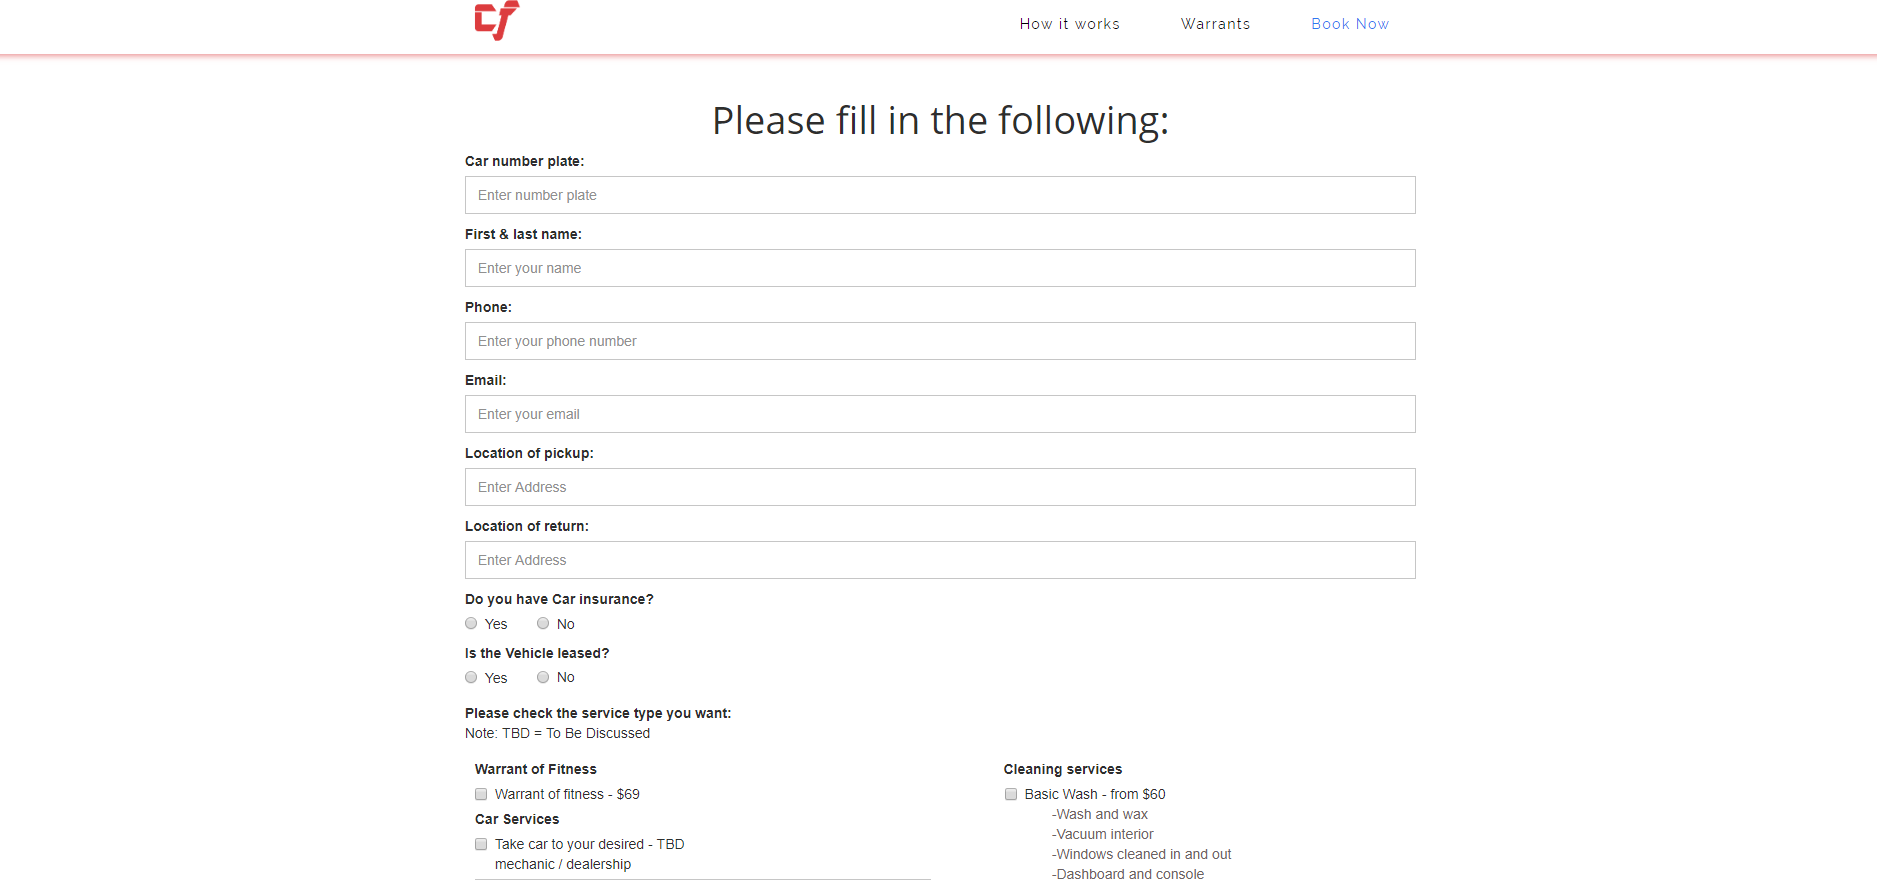 CJ
How it works
Warrants
Book Now
Please fill in the following:
Car number plate:
Enter number plate
First & last name:
Enter your name
Phone:
Enter your phone number
Email:
Enter your email
Location of pickup:
Enter Address
Location of return:
Enter Address
Do you have Car insurance?
Yes No
Is the Vehicle leased?
Yes No
Please check the service type you want:
Note: TBD = To Be Discussed
Warrant of Fitness
Warrant of fitness - $69
Car Services
Take car to your desired - TBD
mechanic / dealership
Cleaning services
Basic Wash - from $60
-Wash and wax
-Vacuum interior
-Windows cleaned in and out
-Dashboard and console